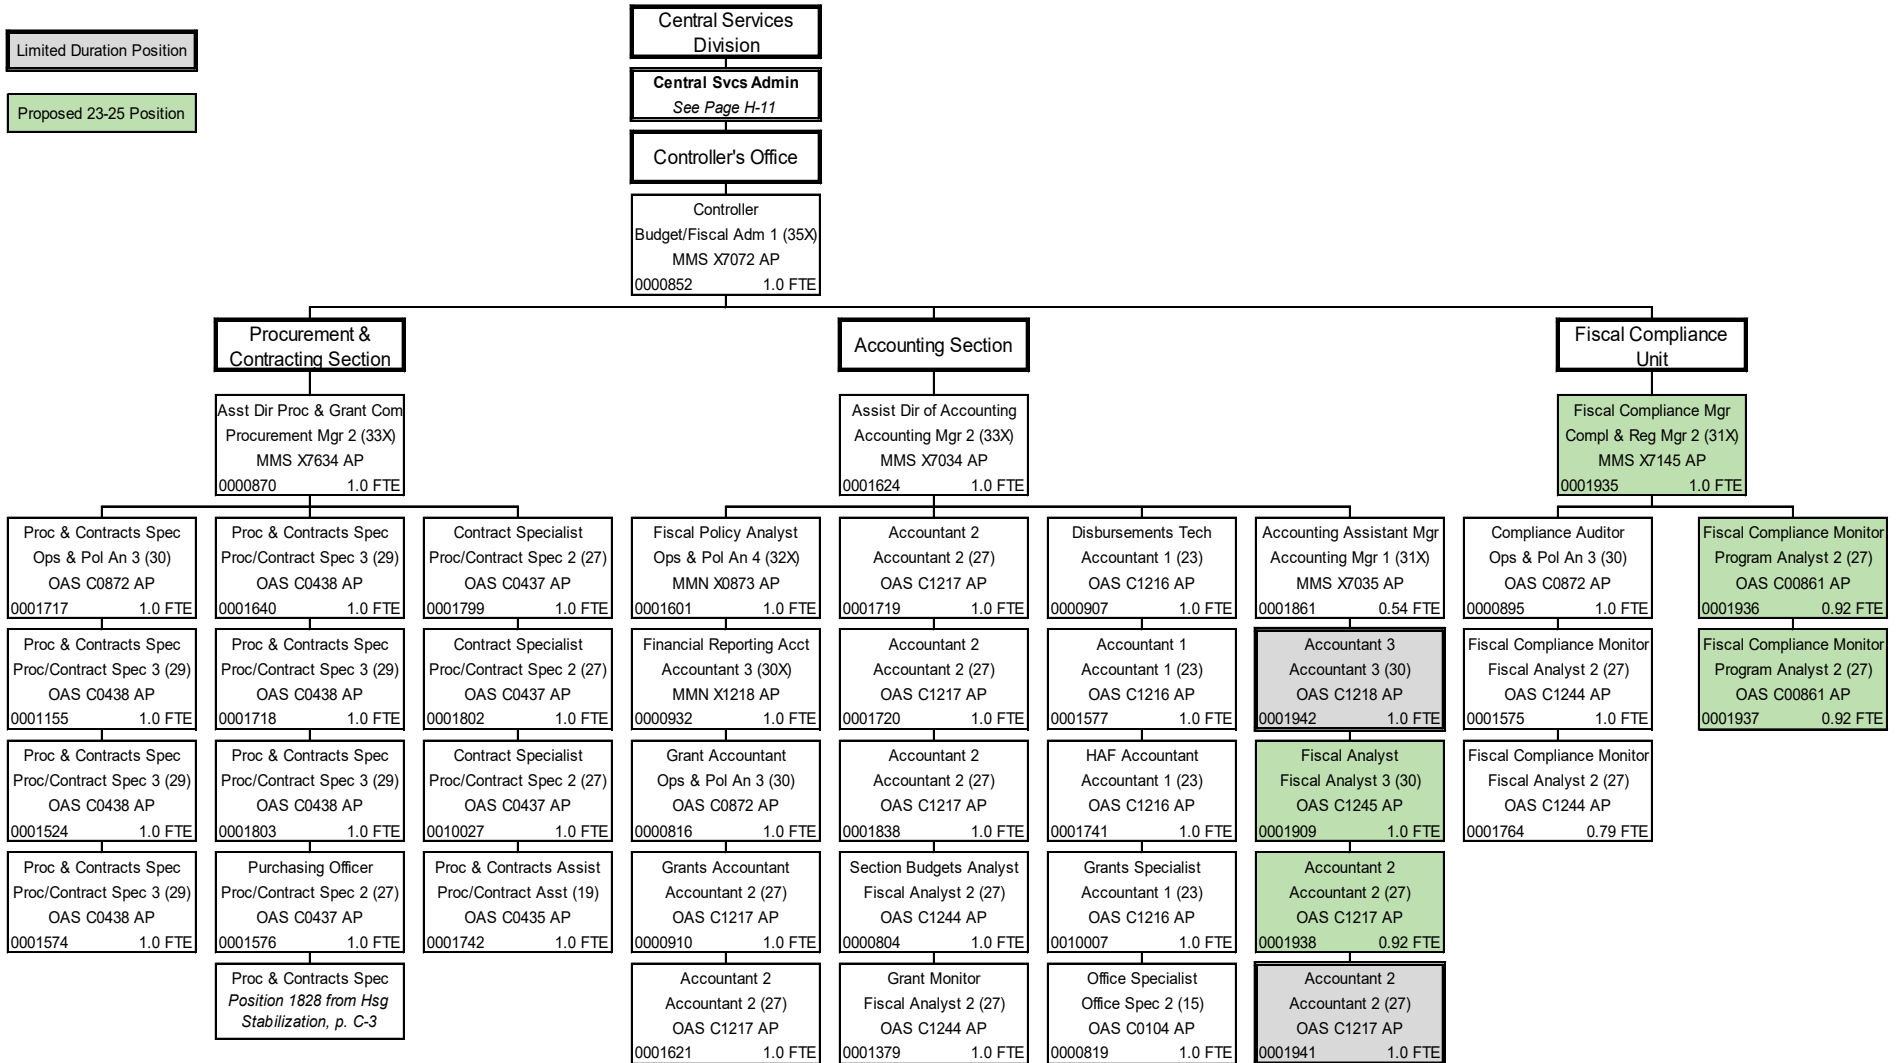 Limited Duration Position
Proposed 23-25 Position
Central Services
Division
Central Svcs Admin
See Page H-11
Controller's Office
Controller
Budget/Fiscal Adm 1 (35X)
MMS X7072 AP
0000852 1.0 FTE
Procurement &
Contracting Section
Asst Dir Proc & Grant Com
Procurement Mgr 2 (33X)
MMS X7634 AP
0000870 1.0 FTE
Proc & Contracts Spec
Ops & Pol An 3 (30)
OAS C0872 AP
0001717 1.0 FTE
Proc & Contracts Spec
Proc/Contract Spec 3 (29)
OAS C0438 AP
0001155 1.0 FTE
Proc & Contracts Spec
Proc/Contract Spec 3 (29)
OAS C0438 AP
0001524 1.0 FTE
Proc & Contracts Spec
Proc/Contract Spec 3 (29)
OAS C0438 AP
0001574 1.0 FTE
Proc & Contracts Spec
Proc/Contract Spec 3 (29)
OAS C0438 AP
0001640 1.0 FTE
Proc & Contracts Spec
Proc/Contract Spec 3 (29)
OAS C0438 AP
0001718 1.0 FTE
Proc & Contracts Spec
Proc/Contract Spec 3 (29)
OAS C0438 AP
0001803 1.0 FTE
Purchasing Officer
Proc/Contract Spec 2 (27)
OAS C0437 AP
0001576 1.0 FTE
Proc & Contracts Spec
Position 1828 from Hsg
Stabilization, p. C-3
Contract Specialist
Proc/Contract Spec 2 (27)
OAS C0437 AP
0001799 1.0 FTE
Contract Specialist
Proc/Contract Spec 2 (27)
OAS C0437 AP
0001802 1.0 FTE
Contract Specialist
Proc/Contract Spec 2 (27)
OAS C0437 AP
0010027 1.0 FTE
Proc & Contracts Assist
Proc/Contract Asst (19)
OAS C0435 AP
0001742 1.0 FTE
Accounting Section
Assist Dir of Accounting
Accounting Mgr 2 (33X)
MMS X7034 AP
0001624 1.0 FTE
Fiscal Policy Analyst
Ops & Pol An 4 (32X)
MMN X0873 AP
0001601 1.0 FTE
Financial Reporting Acct
Accountant 3 (30X)
MMN X1218 AP
0000932 1.0 FTE
Grant Accountant
Ops & Pol An 3 (30)
OAS C0872 AP
0000816 1.0 FTE
Grants Accountant
Accountant 2 (27)
OAS C1217 AP
0000910 1.0 FTE
Accountant 2
Accountant 2 (27)
OAS C1217 AP
0001621 1.0 FTE
Accountant 2
Accountant 2 (27)
OAS C1217 AP
0001719 1.0 FTE
Accountant 2
Accountant 2 (27)
OAS C1217 AP
0001720 1.0 FTE
Accountant 2
Accountant 2 (27)
OAS C1217 AP
0001838 1.0 FTE
Section Budgets Analyst
Fiscal Analyst 2 (27)
OAS C1244 AP
0000804 1.0 FTE
Grant Monitor
Fiscal Analyst 2 (27)
OAS C1244 AP
0001379 1.0 FTE
Disbursements Tech
Accountant 1 (23)
OAS C1216 AP
0000907 1.0 FTE
Accountant 1
Accountant 1 (23)
OAS C1216 AP
0001577 1.0 FTE
HAF Accountant
Accountant 1 (23)
OAS C1216 AP
0001741 1.0 FTE
Grants Specialist
Accountant 1 (23)
OAS C1216 AP
0010007 1.0 FTE
Office Specialist
Office Spec 2 (15)
OAS C0104 AP
0000819 1.0 FTE
Accounting Assistant Mgr
Accounting Mgr 1 (31X)
MMS X7035 AP
0001861 0.54 FTE
Accountant 3
Accountant 3 (30)
OAS C1218 AP
0001942 1.0 FTE
Fiscal Analyst
Fiscal Analyst 3 (30)
OAS C1245 AP
0001909 1.0 FTE
Accountant 2
Accountant 2 (27)
OAS C1217 AP
0001938 0.92 FTE
Accountant 2
Accountant 2 (27)
OAS C1217 AP
0001941 1.0 FTE
Fiscal Compliance
Unit
Fiscal Compliance Mgr
Compl & Reg Mgr 2 (31X)
MMS X7145 AP
0001935 1.0 FTE
Compliance Auditor
Ops & Pol An 3 (30)
OAS C0872 AP
0000895 1.0 FTE
Fiscal Compliance Monitor
Fiscal Analyst 2 (27)
OAS C1244 AP
0001575 1.0 FTE
Fiscal Compliance Monitor
Fiscal Analyst 2 (27)
OAS C1244 AP
0001764 0.79 FTE
Fiscal Compliance Monitor
Program Analyst 2 (27)
OAS C00861 AP
0001936 0.92 FTE
Fiscal Compliance Monitor
Program Analyst 2 (27)
OAS C00861 AP
0001937 0.92 FTE